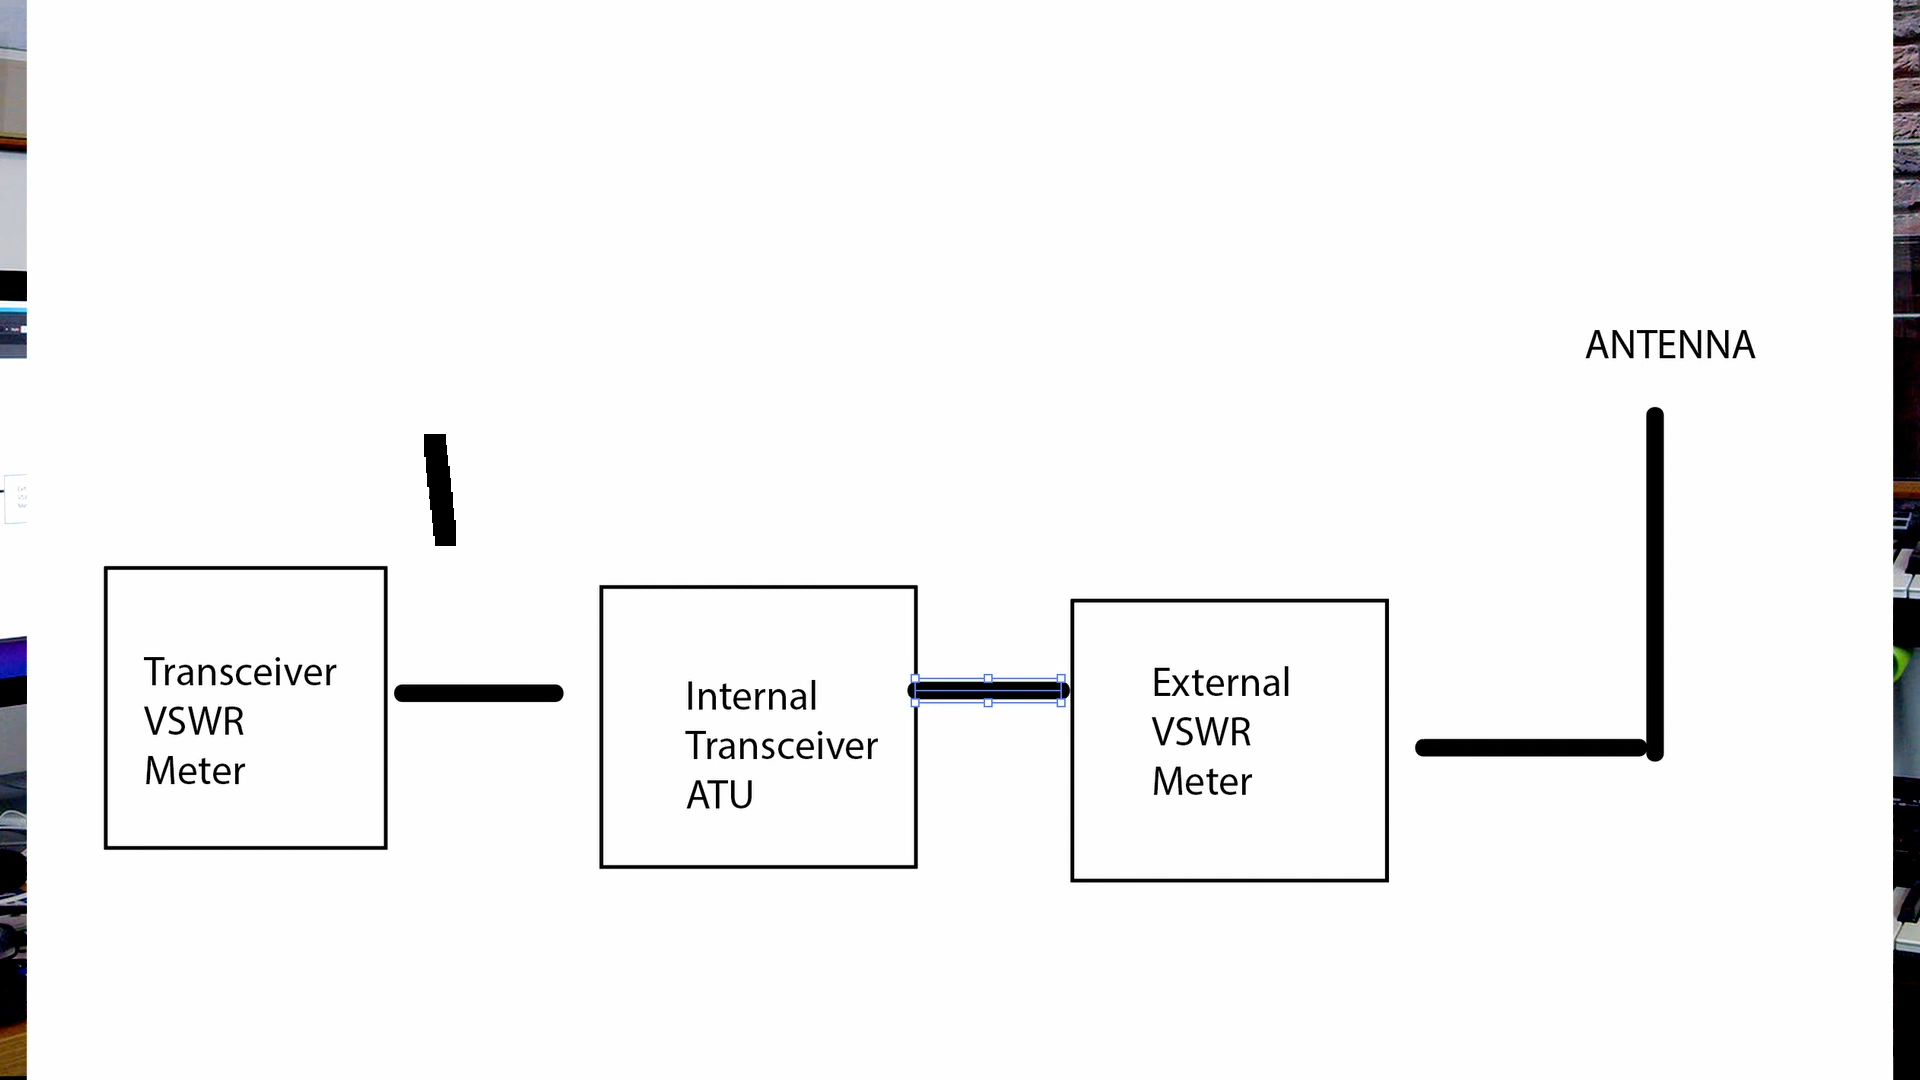 ANTENNA
Transceiver
VSWR
Meter
Internal
Transceiver
ATU
External
VSWR
Meter